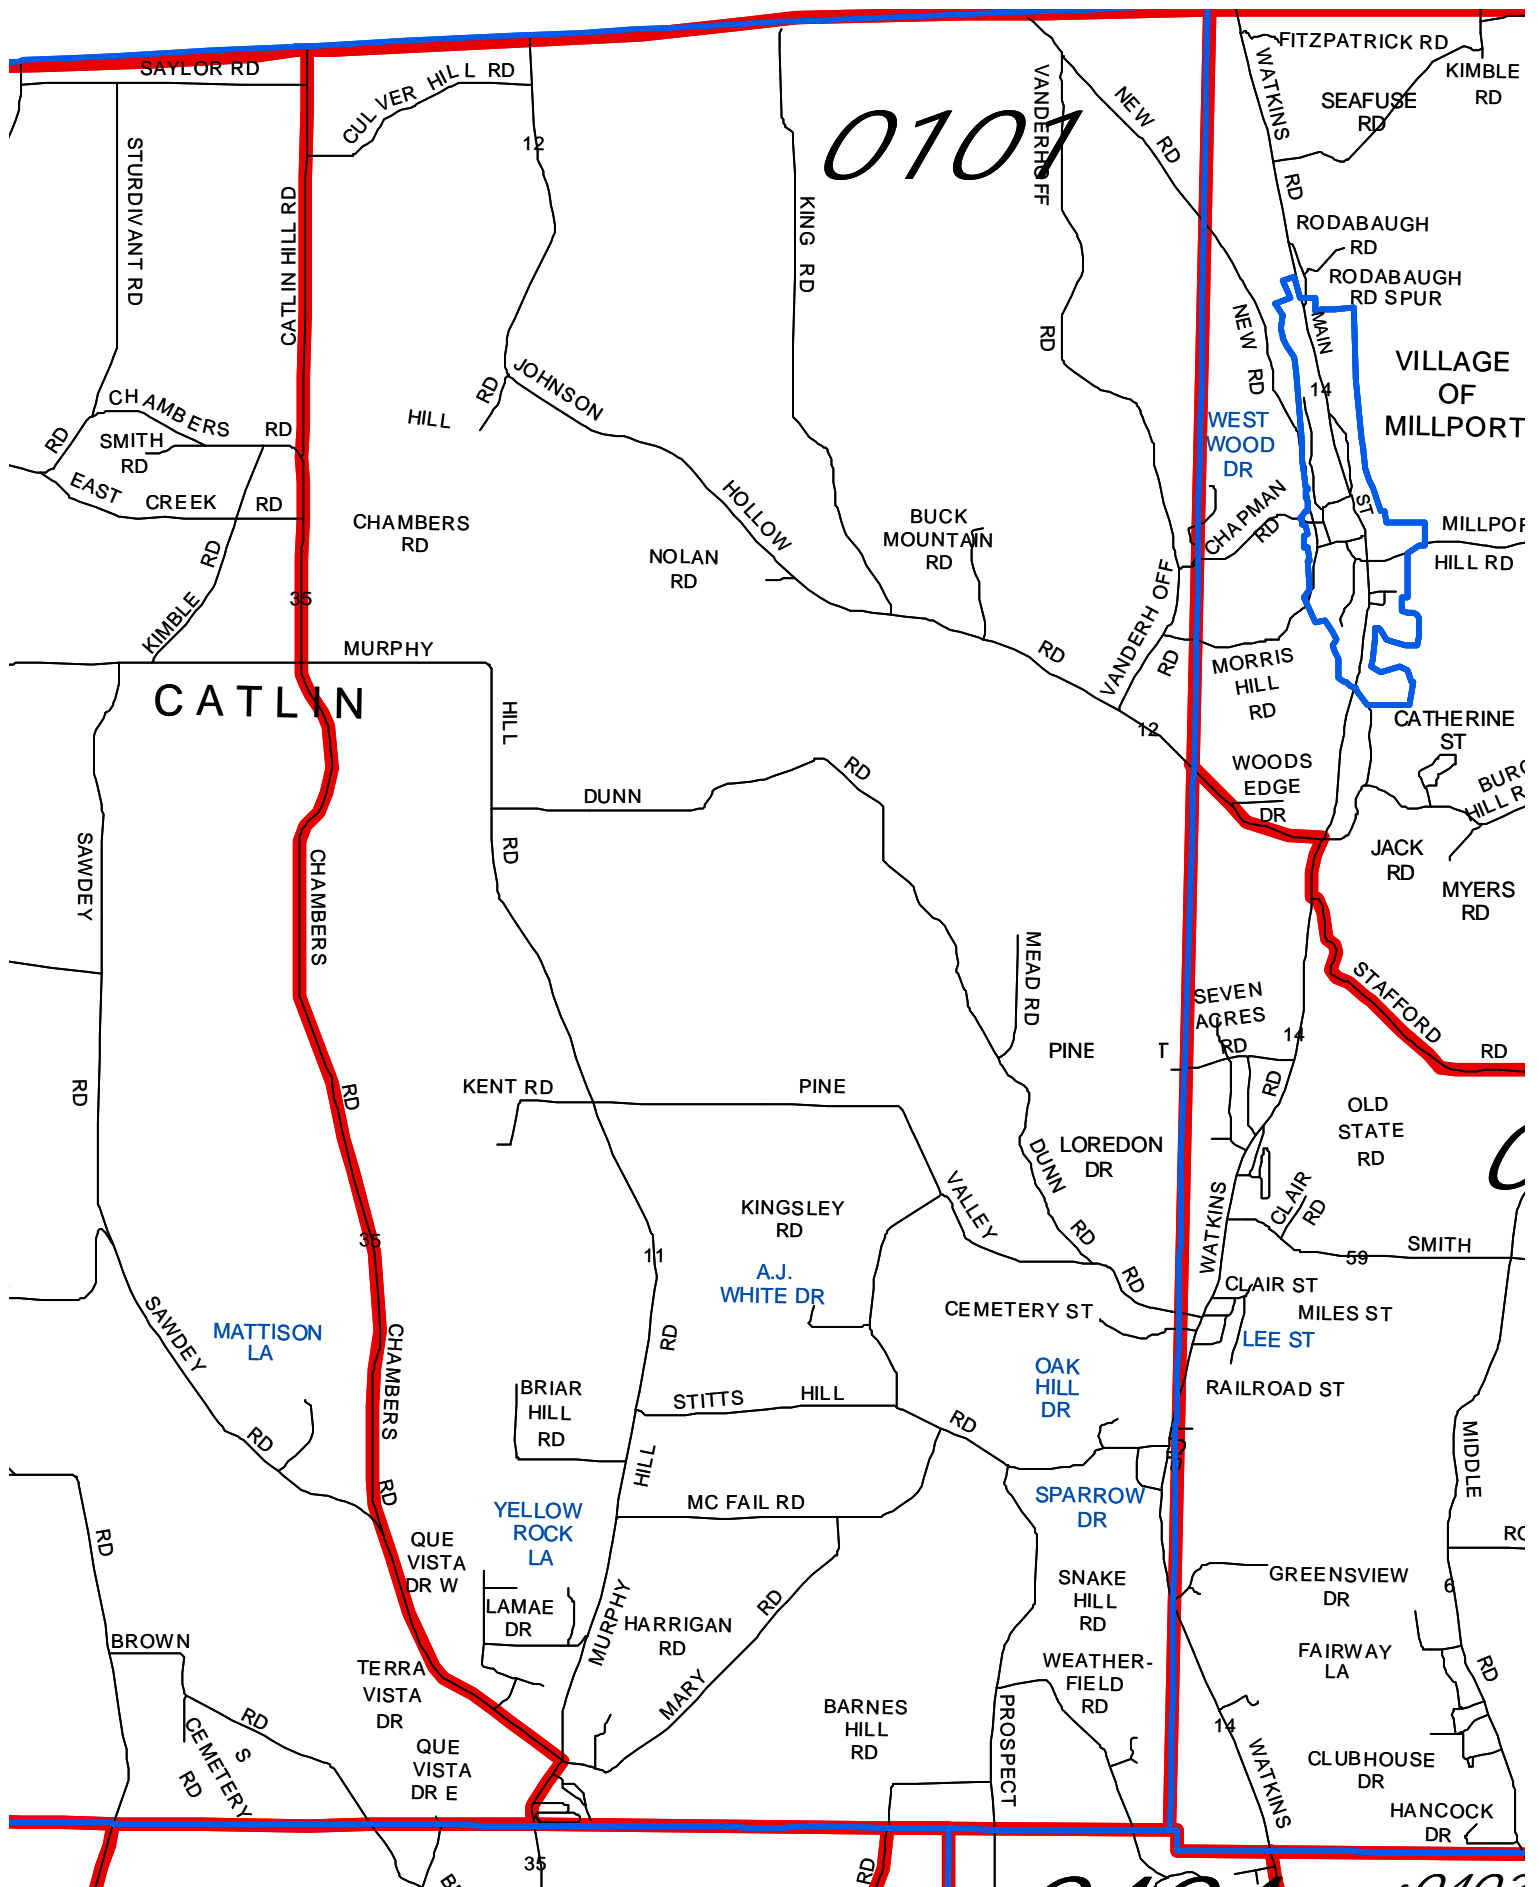 SAYLOR RD
CULVER HILL RD
12
0101
VANDERHOFF
RD
NEW RD
WATKINS
RD
FITZPATRICK RD
KIMBLE
RD
SEAFUSE
RD
STURDIVANT RD
CATLIN HILL RD
KING RD
RODABAUGH
RD
RODABAUGH
RD SPUR
MAIN
ST
NEW RD
14
VILLAGE
OF
MILLPORT
CHAMBERS RD
SMITH
RD
RD
EAST CREEK RD
HILL
RD
JOHNSON
HOLLOW
RD
WEST
WOOD
DR
CHAPMAN
RD
CHAMBERS
RD
NOLAN
RD
BUCK
MOUNTAIN
RD
HILL RD
KIMBLE
RD
35
MURPHY
HILL
RD
VANDERHOFF
RD
MORRIS
HILL
RD
CATLIN
CATHERINE
ST
12
WOODS
EDGE
DR
HILL
JACK
RD
MYERS
RD
DUNN
RD
SAWDEY
RD
CHAMBERS
RD
MEAD RD
SEVEN
ACRES
RD
14
STAFFORD
RD
PINE T
KENT RD
PINE
VALLEY
RD
RD
OLD
STATE
RD
DUNN
RD
LOREDON
DR
WATKINS
CLAIR
RD
KINGSLEY
RD
35
11
A.J.
WHITE DR
59
SMITH
CLAIR ST
MILES ST
CEMETERY ST
LEE ST
MATTISON
LA
SAWDEY
RD
CHAMBERS
RD
RD
OAK
HILL
DR
RAILROAD ST
BRIAR
HILL
RD
STITTS HILL
RD
HILL
MIDDLE
RD
SPARROW
DR
YELLOW
ROCK
LA
MC FAIL RD
RD
QUE
VISTA
DR W
SNAKE
HILL
RD
GREENSVIEW
DR
6
LAMAE
DR
MURPHY
HARRIGAN
RD
MARY
RD
BROWN
RD
FAIRWAY
LA
TERRA
VISTA
DR
WEATHER-
FIELD
RD
PROSPECT
BARNES
HILL
RD
14
WATKINS
S
CEMETERY
RD
QUE
VISTA
DR E
CLUBHOUSE
DR
HANCOCK
DR
35
RD